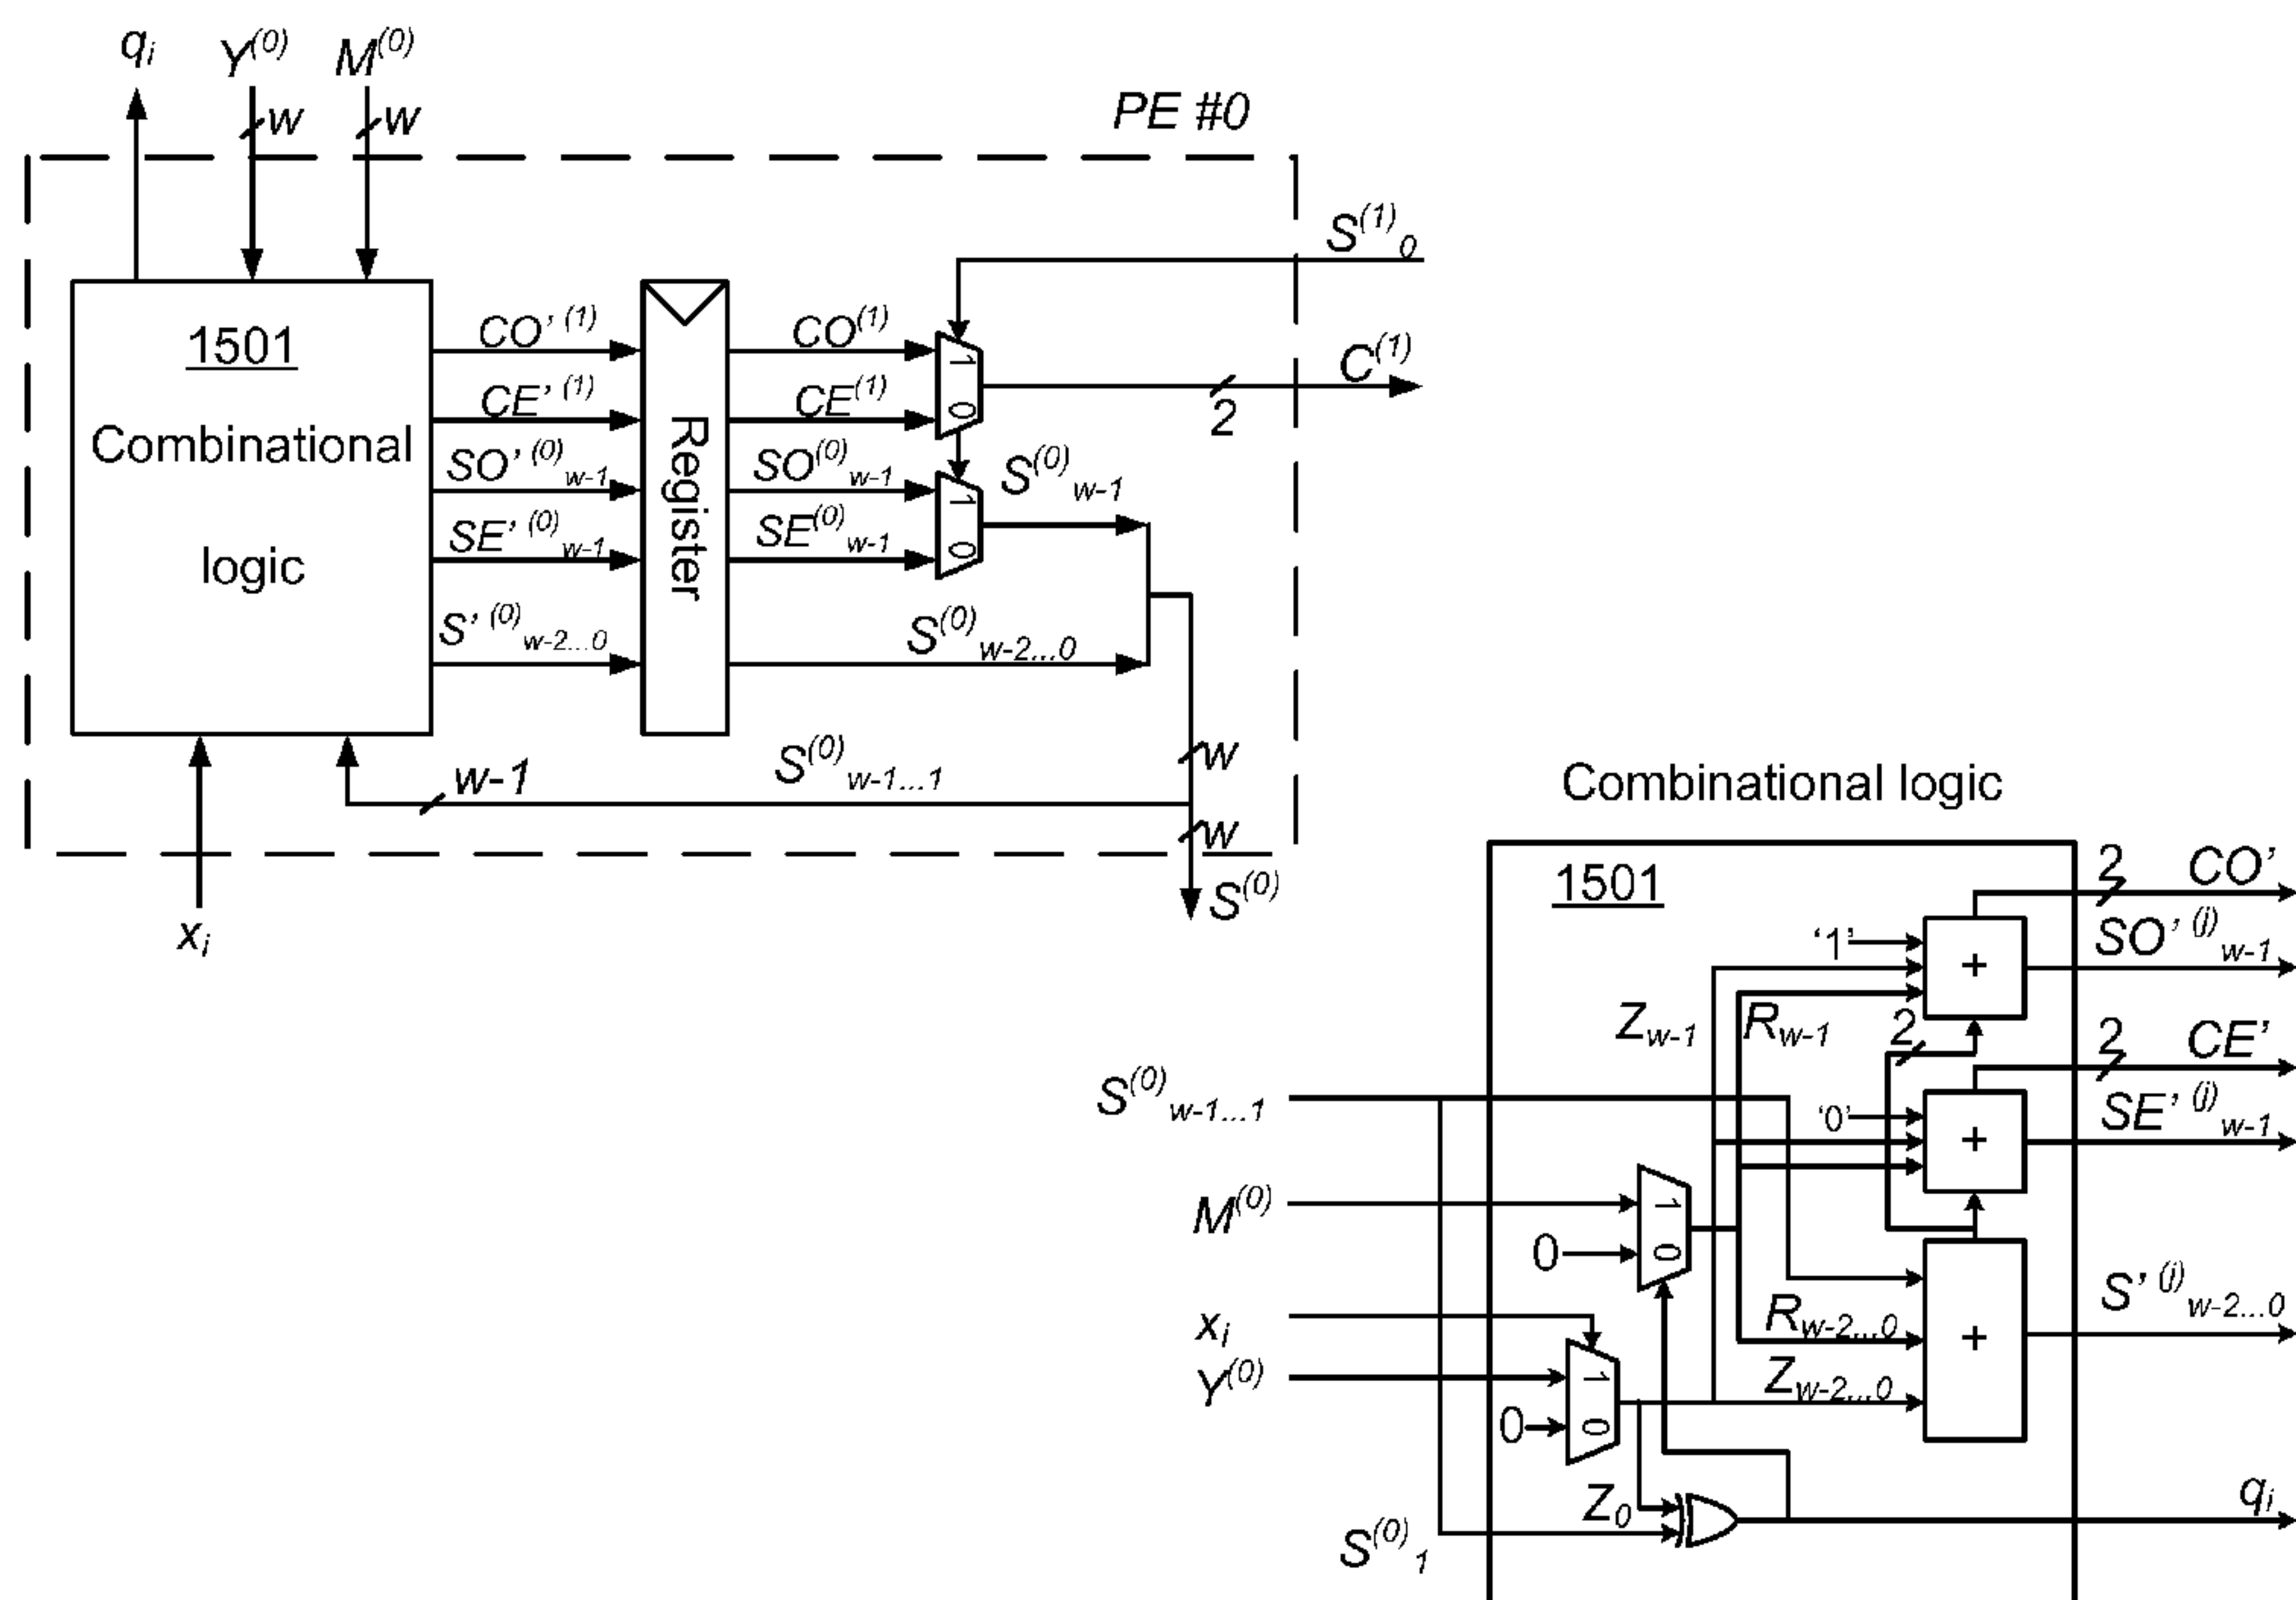 qᵢ Y⁽⁰⁾ M⁽⁰⁾
w w
PE #0
S⁽¹⁾₀
1501
Combinational
logic
CO'⁽¹⁾
CE'⁽¹⁾
SO'⁽⁰⁾w-1
SE'⁽⁰⁾w-1
S'⁽⁰⁾w-2...0
Register
CO⁽¹⁾
CE⁽¹⁾
SO⁽⁰⁾w-1
SE⁽⁰⁾w-1
S⁽⁰⁾w-2...0
1
0
1
0
C⁽¹⁾
2
S⁽⁰⁾w-1
w
w-1
S⁽⁰⁾w-1...1
w
S⁽⁰⁾
xᵢ
Combinational logic
1501
2 CO'
'1'
+
SO'⁽ʲ⁾w-1
Zw-1 Rw-1
2
2 CE'
S⁽⁰⁾w-1...1
'0'
+
SE'⁽ʲ⁾w-1
M⁽⁰⁾
1
0
0
S'⁽ʲ⁾w-2...0
xᵢ
Rw-2...0
+
Y⁽⁰⁾
1
Zw-2...0
0
0
Z₀
qᵢ
S⁽⁰⁾₁